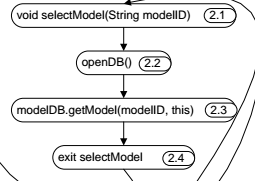 void selectModel(String modelID) 2.1
openDB() 2.2
modelDB.getModel(modelID, this) 2.3
exit selectModel 2.4